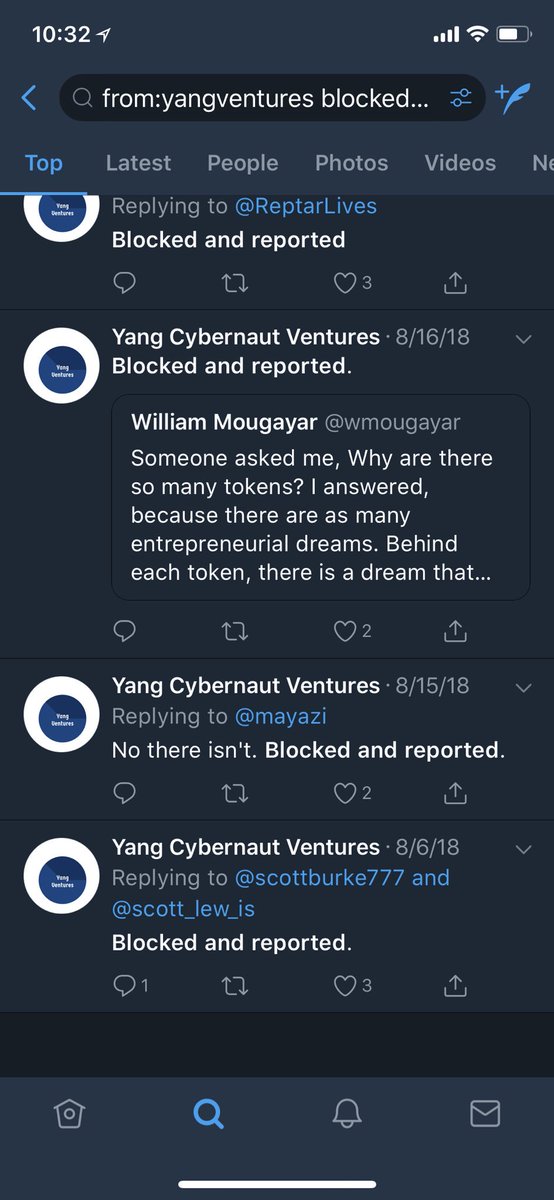 10:32
from:yangventures blocked...
Top Latest People Photos Videos Ne
Yang
Ventures
Replying to @ReptarLives
Blocked and reported
3
Yang
Ventures
Yang Cybernaut Ventures · 8/16/18
Blocked and reported.
William Mougayar @wmougayar
Someone asked me, Why are there
so many tokens? I answered,
because there are as many
entrepreneurial dreams. Behind
each token, there is a dream that...
2
Yang
Ventures
Yang Cybernaut Ventures · 8/15/18
Replying to @mayazi
No there isn't. Blocked and reported.
2
Yang
Ventures
Yang Cybernaut Ventures · 8/6/18
Replying to @scottburke777 and
@scott_lew_is
Blocked and reported.
1 3